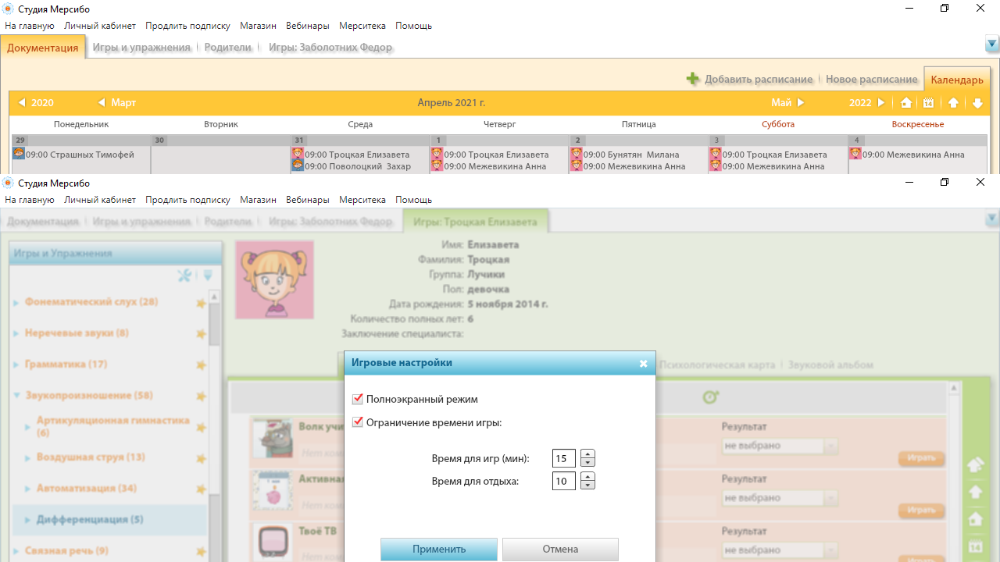 Студия Мерсибо
На главную Личный кабинет Продлить подписку Магазин Вебинары Мерситека Помощь
Документация Игры и упражнения Родители Игры: Заболотних Федор
Добавить расписание Новое расписание Календарь
2020 Март Апрель 2021 г. Май 2022 14
Понедельник Вторник Среда Четверг Пятница Суббота Воскресенье
29 30 31 1 2 3 4
09:00 Страшных Тимофей 09:00 Троцкая Елизавета 09:00 Троцкая Елизавета 09:00 Бунятян Милана 09:00 Троцкая Елизавета 09:00 Межевикина Анна
09:00 Поволоцкий Захар 09:00 Межевикина Анна 09:00 Межевикина Анна 09:00 Межевикина Анна
Студия Мерсибо
На главную Личный кабинет Продлить подписку Магазин Вебинары Мерситека Помощь
Документация Игры и упражнения Родители Игры: Заболотних Федор Игры: Троцкая Елизавета
Игры и Упражнения
Имя: Елизавета
Фамилия: Троцкая
Группа: Лучики
Пол: девочка
Дата рождения: 5 ноября 2014 г.
Количество полных лет: 6
Заключение специалиста:
Фонематический слух (28)
Неречевые звуки (8)
Грамматика (17)
Звукопроизношение (58)
Артикуляционная гимнастика
(6)
Воздушная струя (13)
Автоматизация (34)
Дифференциация (5)
Связная речь (9)
Психологическая карта Звуковой альбом
Игровые настройки
Полноэкранный режим
Ограничение времени игры:
Время для игр (мин): 15
Время для отдыха: 10
Применить Отмена
Волк учи
Нет ком
Результат
не выбрано
Играть
Активная
Нет ком
Результат
не выбрано
Играть
Твоё ТВ
Нет ком
Результат
не выбрано
Играть
14